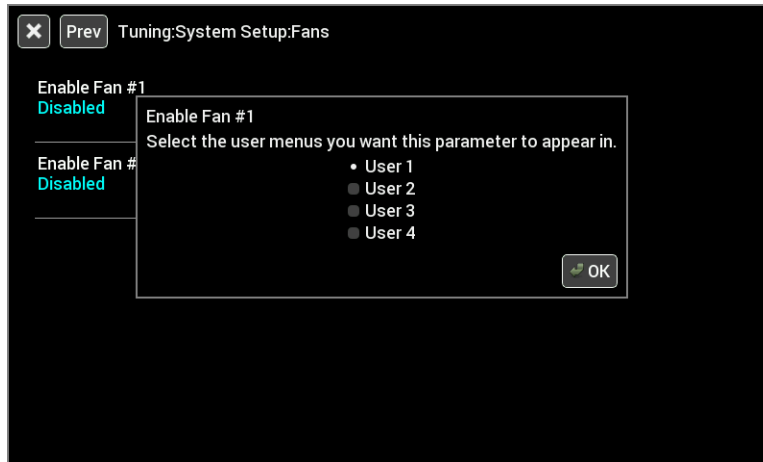 Prev Tuning:System Setup:Fans
Enable Fan #1
Disabled
Enable Fan #1
Select the user menus you want this parameter to appear in.
User 1
User 2
User 3
User 4
OK
Enable Fan #
Disabled